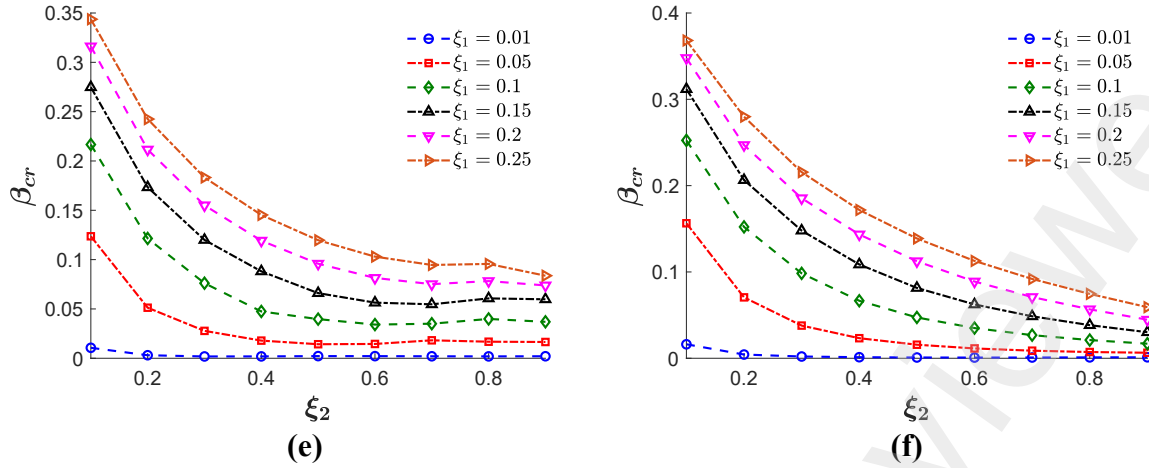 0.35
0.3
0.25
0.2
0.15
0.1
0.05
0
β_cr
0.2 0.4 0.6 0.8
ξ_2
ξ_1 = 0.01
ξ_1 = 0.05
ξ_1 = 0.1
ξ_1 = 0.15
ξ_1 = 0.2
ξ_1 = 0.25
(e)
0.4
0.3
0.2
0.1
0
β_cr
0.2 0.4 0.6 0.8
ξ_2
ξ_1 = 0.01
ξ_1 = 0.05
ξ_1 = 0.1
ξ_1 = 0.15
ξ_1 = 0.2
ξ_1 = 0.25
(f)
viewe